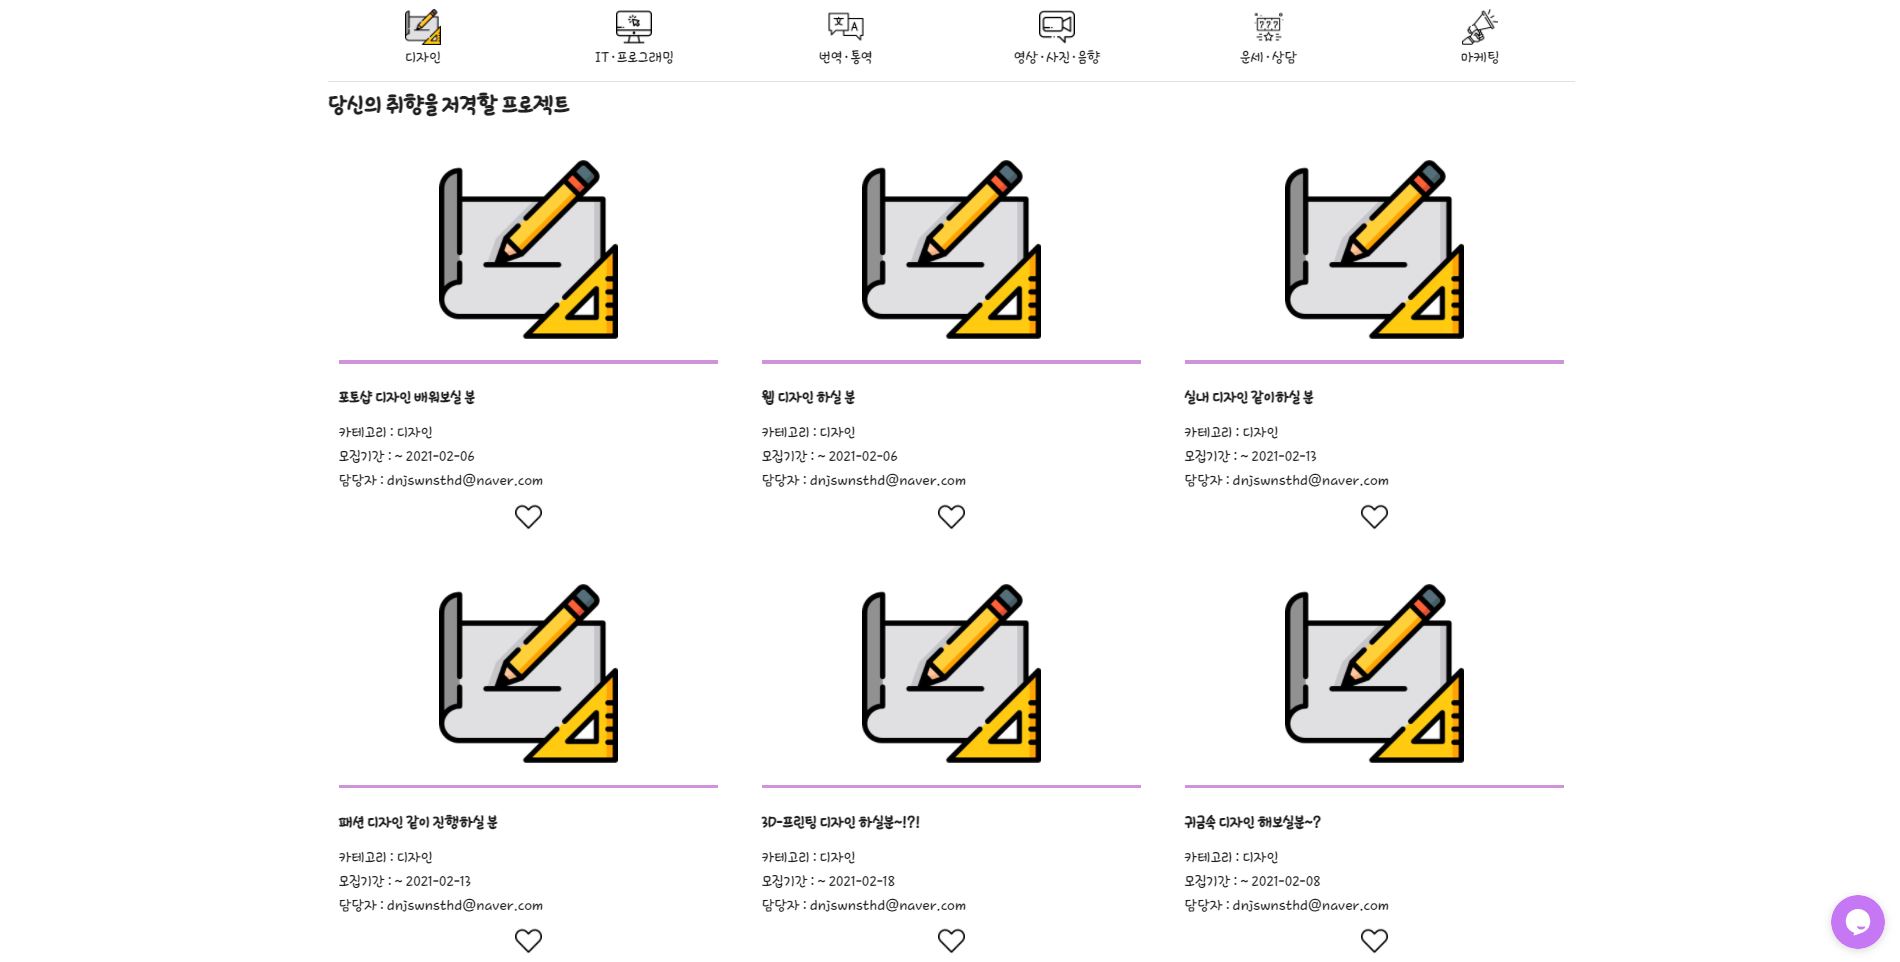 디자인
IT·프로그래밍
번역·통역
영상·사진·음향
운세·상담
마케팅
당신의 취향을 저격할 프로젝트
포토샵 디자인 배워보실 분
카테고리 : 디자인
모집기간 : ~ 2021-02-06
담당자 : dnjswnsthd@naver.com
웹 디자인 하실 분
카테고리 : 디자인
모집기간 : ~ 2021-02-06
담당자 : dnjswnsthd@naver.com
실내 디자인 같이하실 분
카테고리 : 디자인
모집기간 : ~ 2021-02-13
담당자 : dnjswnsthd@naver.com
패션 디자인 같이 진행하실 분
카테고리 : 디자인
모집기간 : ~ 2021-02-13
담당자 : dnjswnsthd@naver.com
3D-프린팅 디자인 하실분~!?!
카테고리 : 디자인
모집기간 : ~ 2021-02-18
담당자 : dnjswnsthd@naver.com
귀금속 디자인 해보실분~?
카테고리 : 디자인
모집기간 : ~ 2021-02-08
담당자 : dnjswnsthd@naver.com